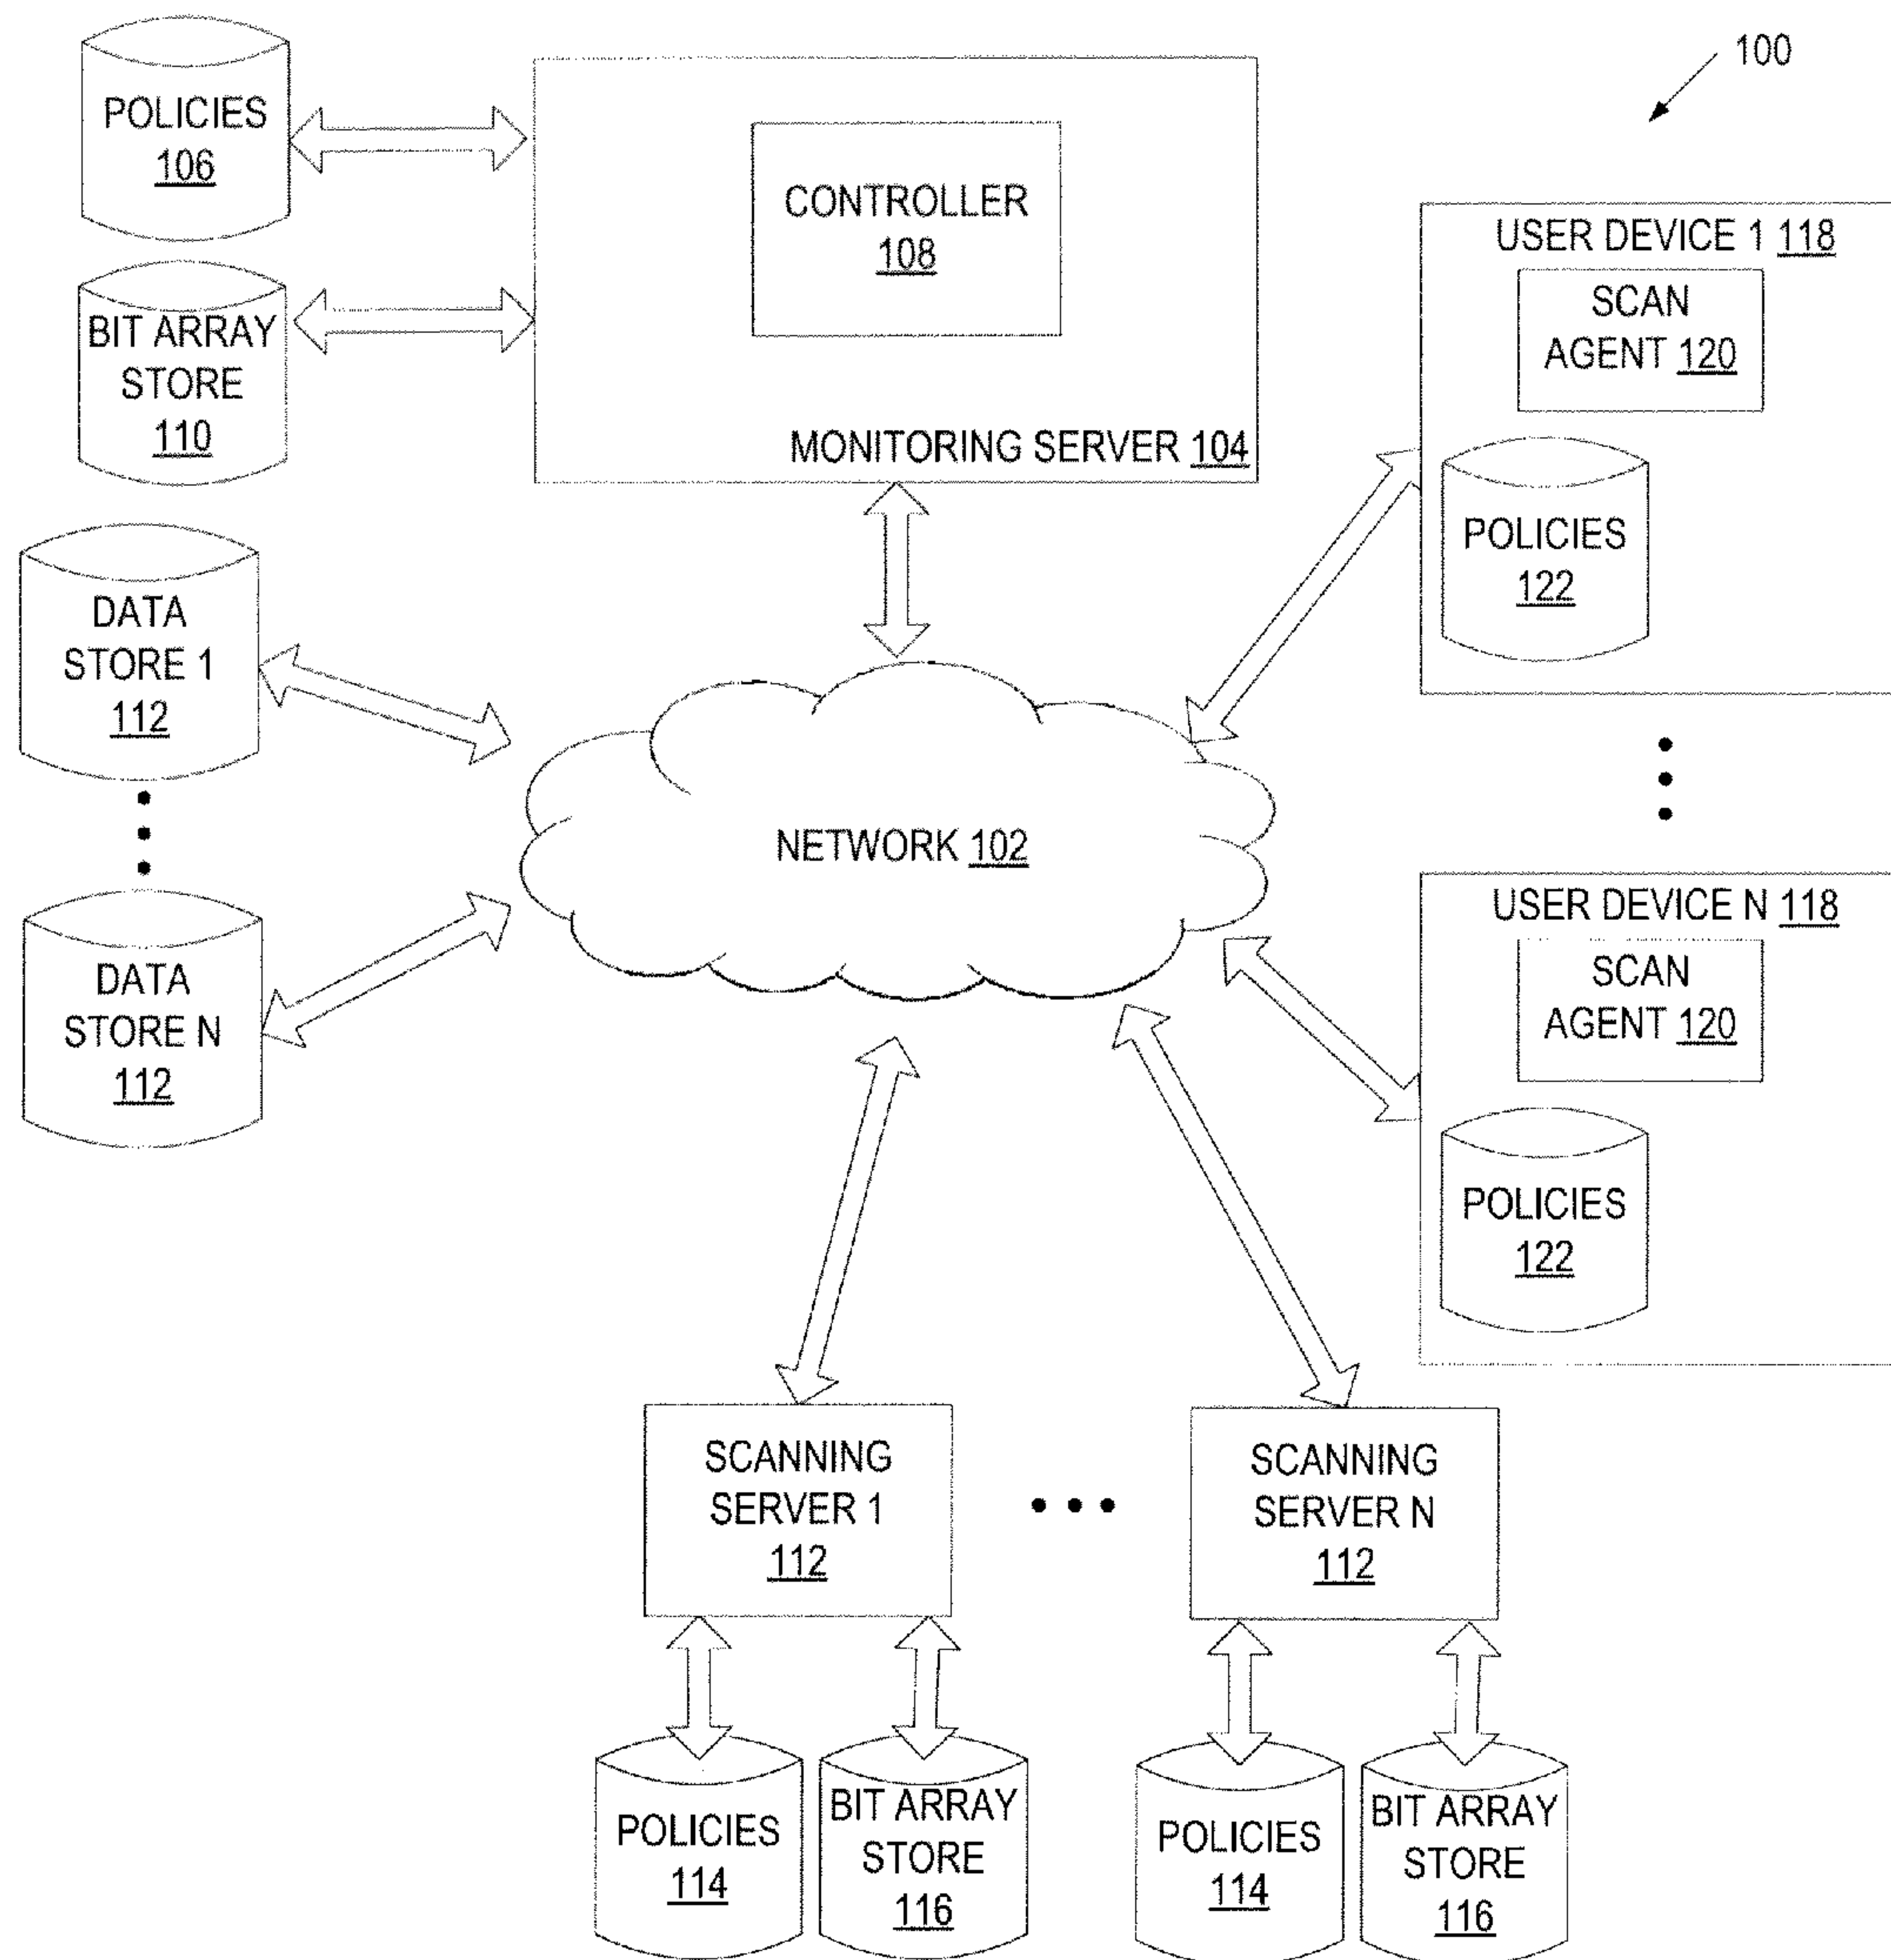 100
POLICIES
106
CONTROLLER
108
BIT ARRAY
STORE
110
MONITORING SERVER 104
USER DEVICE 1 118
SCAN
AGENT 120
POLICIES
122
DATA
STORE 1
112
NETWORK 102
DATA
STORE N
112
USER DEVICE N 118
SCAN
AGENT 120
POLICIES
122
SCANNING
SERVER 1
112
SCANNING
SERVER N
112
POLICIES
114
BIT ARRAY
STORE
116
POLICIES
114
BIT ARRAY
STORE
116